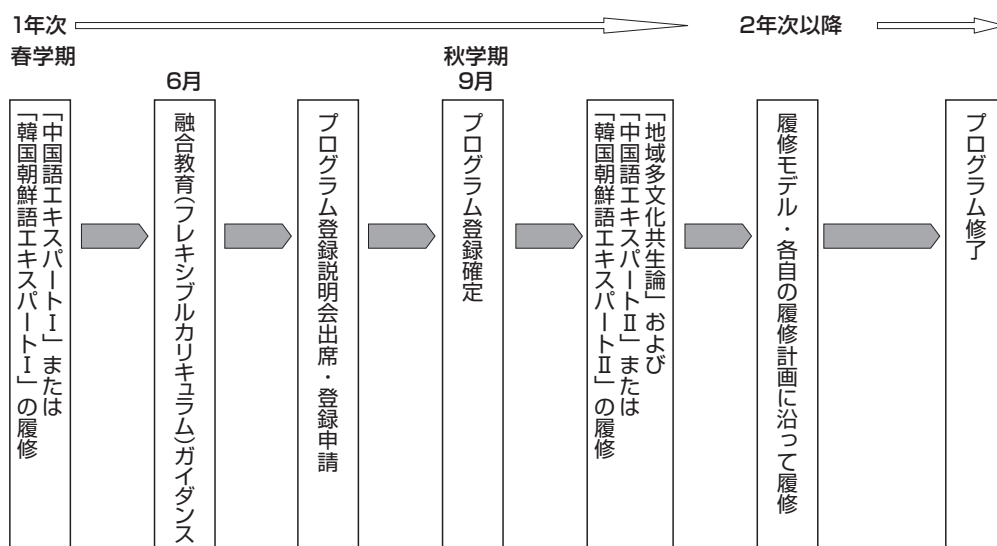 1年次
2年次以降
春学期
秋学期
6月
9月
「中国語エキスパートⅠ」または
「韓国朝鮮語エキスパートⅠ」の履修
融合教育(フレキシブルカリキュラム)ガイダンス
プログラム登録説明会出席・登録申請
プログラム登録確定
「地域多文化共生論」および
「中国語エキスパートⅡ」または
「韓国朝鮮語エキスパートⅡ」の履修
履修モデル・各自の履修計画に沿って履修
プログラム修了